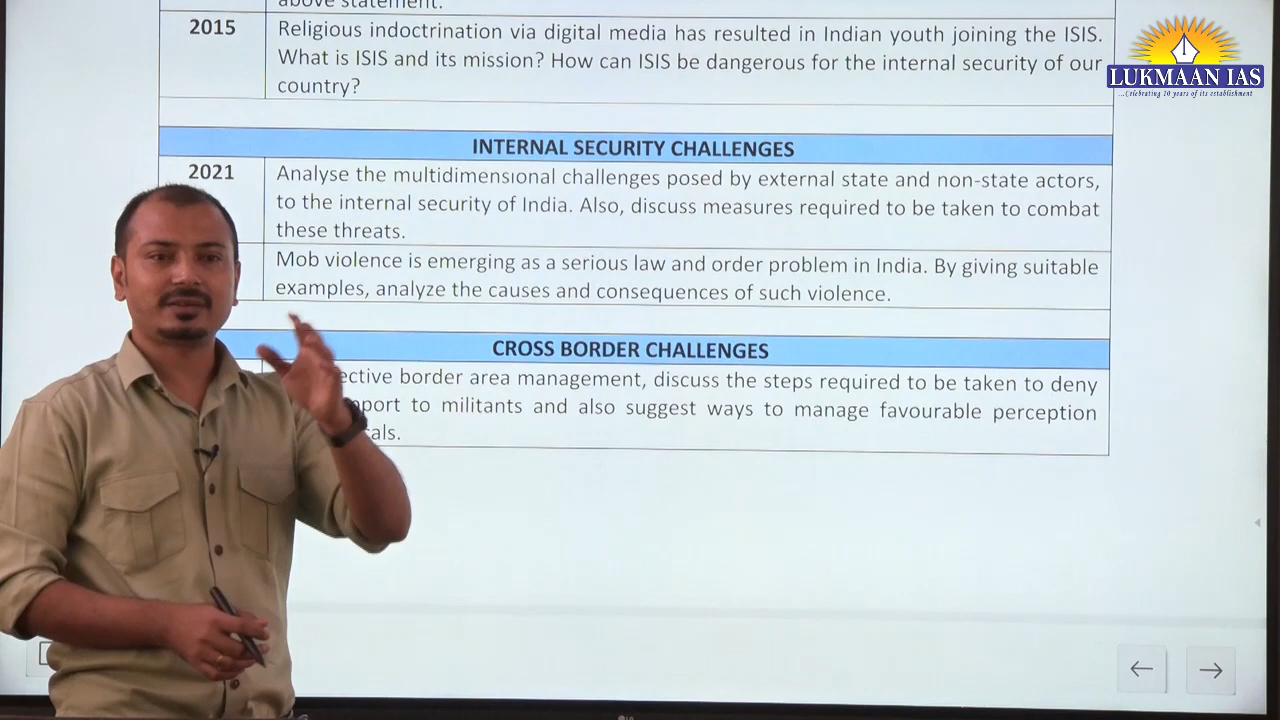 above statement.
2015
Religious indoctrination via digital media has resulted in Indian youth joining the ISIS.
What is ISIS and its mission? How can ISIS be dangerous for the internal security of our
country?
LUKMAAN IAS
...Celebrating 10 years of its establishment
INTERNAL SECURITY CHALLENGES
2021
Analyse the multidimensional challenges posed by external state and non-state actors,
to the internal security of India. Also, discuss measures required to be taken to combat
these threats.
Mob violence is emerging as a serious law and order problem in India. By giving suitable
examples, analyze the causes and consequences of such violence.
CROSS BORDER CHALLENGES
border area management, discuss the steps required to be taken to deny
to militants and also suggest ways to manage favourable perception